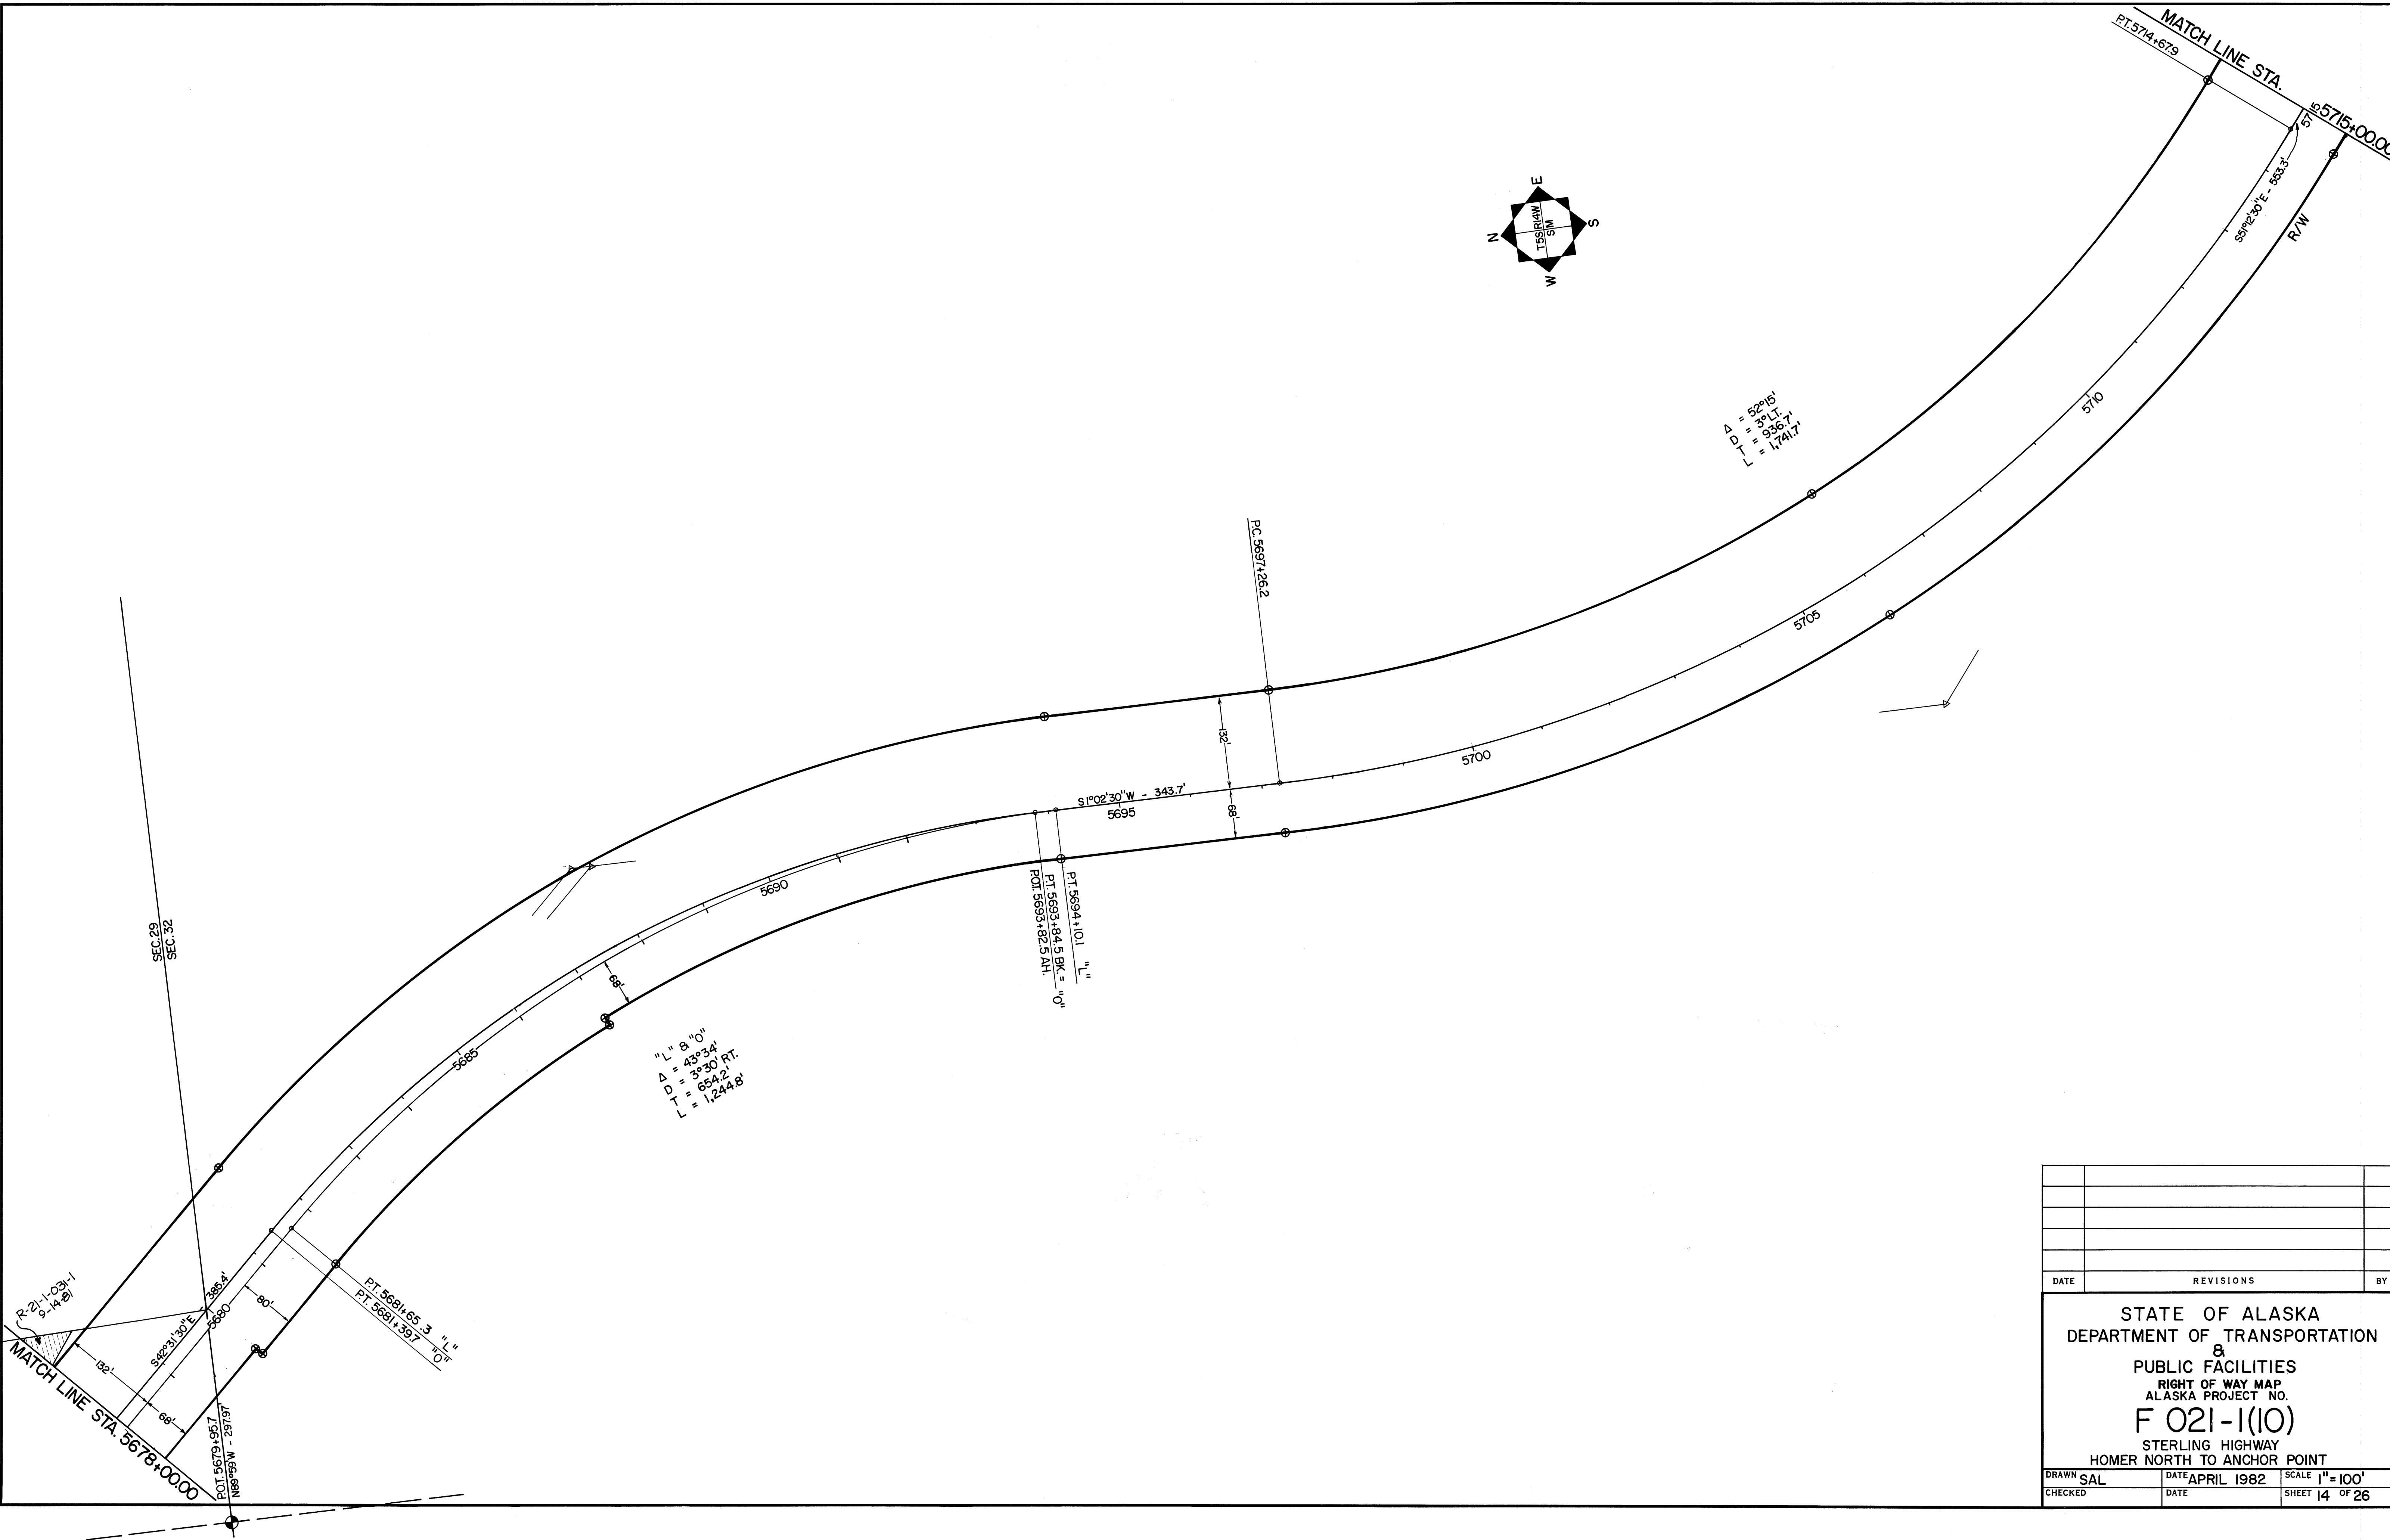 MATCH LINE STA. 5715+00.00
P.T. 5714+67.9
5715
S51°12'30"E - 553.3'
R/W
E
N
S
W
T5S R14W
SM
5710
Δ = 52°15'
D = 3° LT.
T = 936.7'
L = 1,741.7'
P.C. 5697+26.2
5705
5700
132'
S1°02'30"W - 343.7'
5695
68'
5690
P.T. 5694+10.1 "L"
P.T. 5693+84.5 BK. = "O"
P.O.T. 5693+82.5 AH.
SEC. 29
SEC. 32
68'
"L" & "O"
Δ = 43°34'
D = 3°30' RT.
T = 654.2'
L = 1,244.8'
5685
P.T. 5681+65.3 "L"
P.T. 5681+39.7 "O"
R-21-1-031-1
9-14-81
S42°31'30"E 385.4'
5680
80'
132'
68'
MATCH LINE STA. 5678+00.00
P.O.T. 5679+95.7
N89°59'W - 297.97'
DATE REVISIONS BY
STATE OF ALASKA
DEPARTMENT OF TRANSPORTATION
&
PUBLIC FACILITIES
RIGHT OF WAY MAP
ALASKA PROJECT NO.
F 021-1(10)
STERLING HIGHWAY
HOMER NORTH TO ANCHOR POINT
DRAWN SAL DATE APRIL 1982 SCALE 1"=100'
CHECKED DATE SHEET 14 OF 26